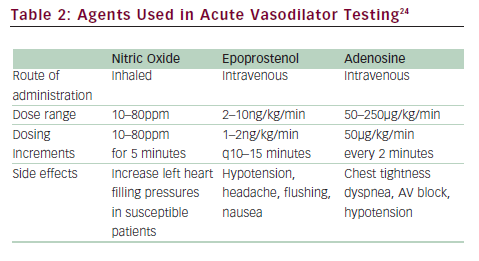 Table 2: Agents Used in Acute Vasodilator Testing24
Nitric Oxide Epoprostenol Adenosine
Route of Inhaled Intravenous Intravenous
administration
Dose range 10–80ppm 2–10ng/kg/min 50–250µg/kg/min
Dosing 10–80ppm 1–2ng/kg/min 50µg/kg/min
Increments for 5 minutes q10–15 minutes every 2 minutes
Side effects Increase left heart Hypotension, Chest tightness
filling pressures headache, flushing, dyspnea, AV block,
in susceptible nausea hypotension
patients